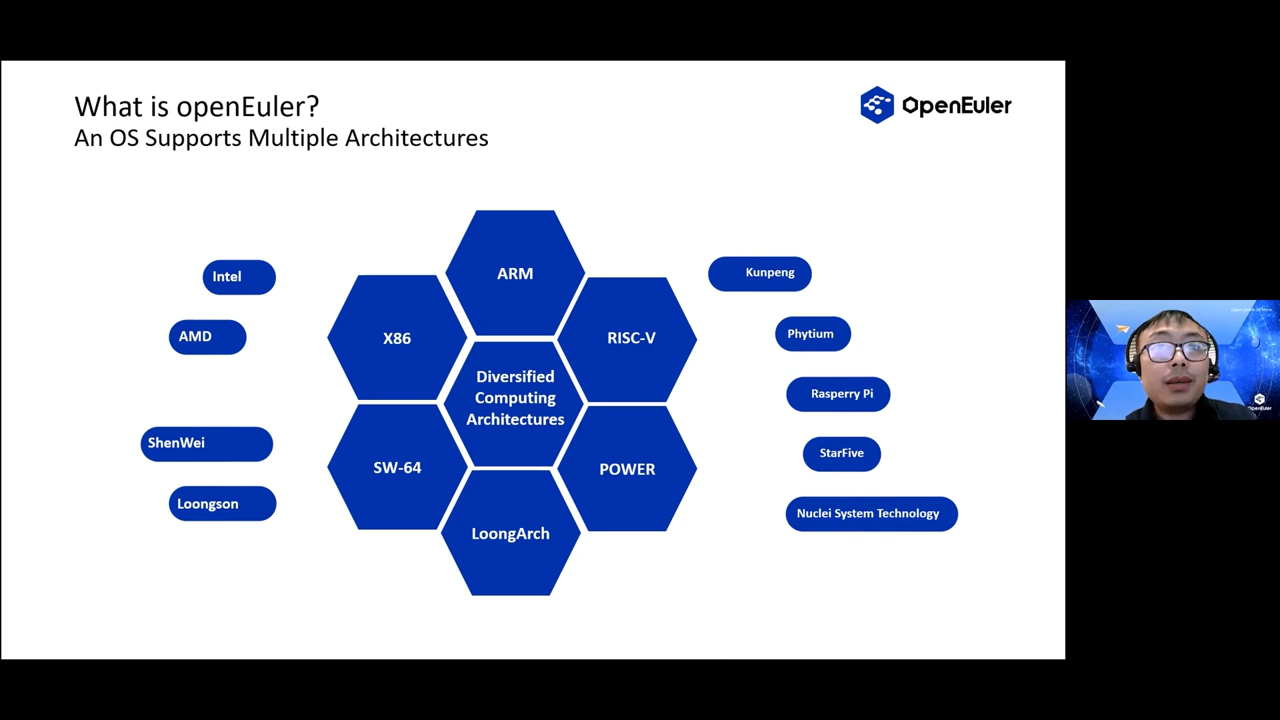 What is openEuler?
An OS Supports Multiple Architectures
OpenEuler
Intel
AMD
ShenWei
Loongson
ARM
X86
RISC-V
Diversified
Computing
Architectures
SW-64
POWER
LoongArch
Kunpeng
Phytium
Rasperry Pi
StarFive
Nuclei System Technology
OpenEuler